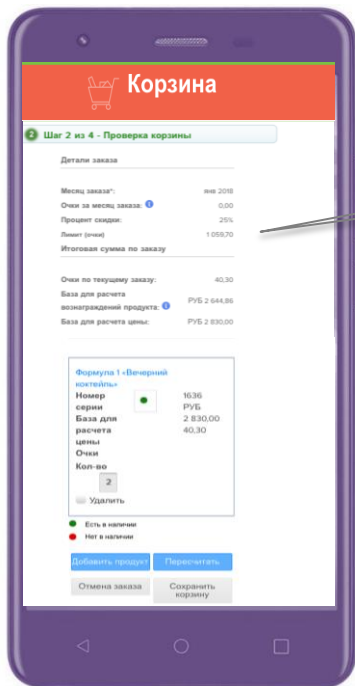 Корзина
2 Шаг 2 из 4 - Проверка корзины
Детали заказа
Месяц заказа*: янв 2018
Очки за месяц заказа: 0,00
Процент скидки: 25%
Лимит (очки) 1 059,70
Итоговая сумма по заказу
Очки по текущему заказу: 40,30
База для расчета
вознаграждений продукта: РУБ 2 644,86
База для расчета цены: РУБ 2 830,00
Формула 1 «Вечерний
коктейль»
Номер 1636
серии РУБ
База для 2 830,00
расчета 40,30
цены
Очки
Кол-во
2
Удалить
Есть в наличии
Нет в наличии
Добавить продукт Пересчитать
Отмена заказа Сохранить
корзину